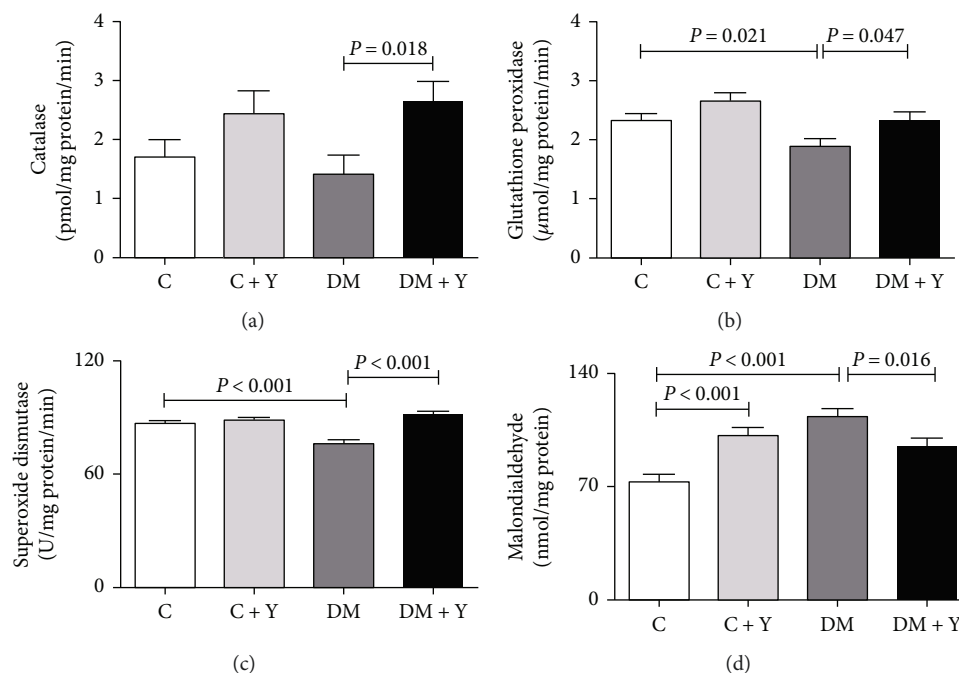 4
3
2
1
0
Catalase
(pmol/mg protein/min)
P = 0.018
C
C + Y
DM
DM + Y
(a)
4
3
2
1
0
Glutathione peroxidase
(μmol/mg protein/min)
P = 0.021
P = 0.047
C
C + Y
DM
DM + Y
(b)
120
60
0
Superoxide dismutase
(U/mg protein/min)
P < 0.001
P < 0.001
C
C + Y
DM
DM + Y
(c)
140
70
0
Malondialdehyde
(nmol/mg protein)
P < 0.001
P = 0.016
P < 0.001
C
C + Y
DM
DM + Y
(d)